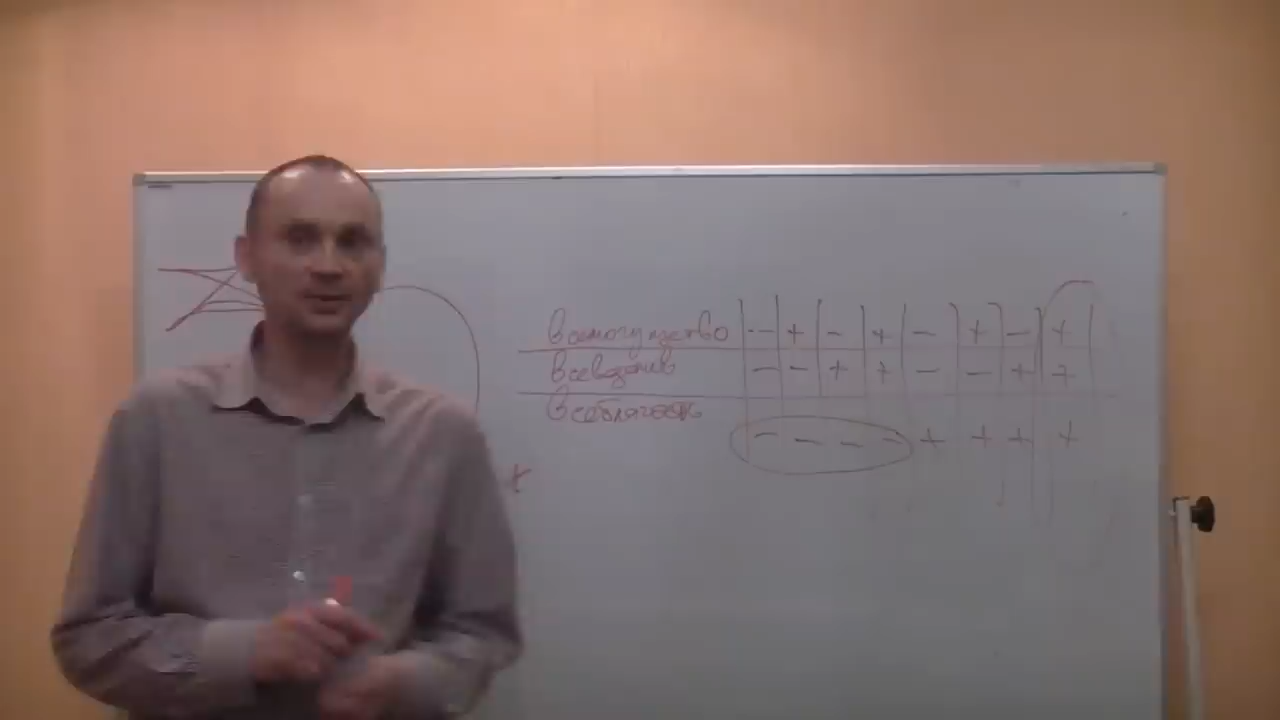 всемогущество - + - + - + - +
всеведение - - + + - - + +
всеблагость - - - - + + + +
t